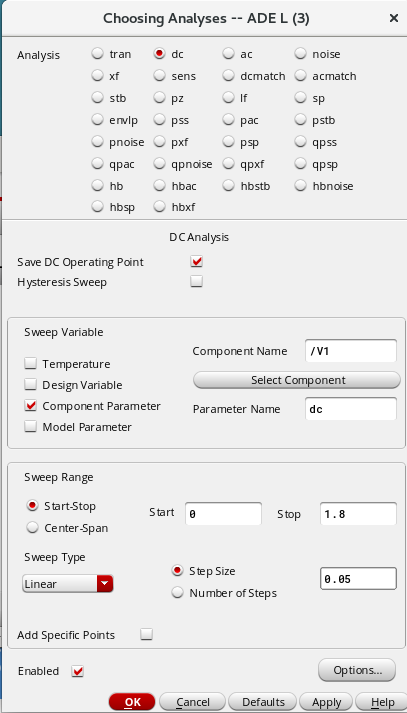 Choosing Analyses -- ADE L (3)
Analysis tran dc ac noise
xf sens dcmatch acmatch
stb pz lf sp
envlp pss pac pstb
pnoise pxf psp qpss
qpac qpnoise qpxf qpsp
hb hbac hbstb hbnoise
hbsp hbxf
DC Analysis
Save DC Operating Point
Hysteresis Sweep
Sweep Variable
Temperature
Design Variable
Component Parameter
Model Parameter
Component Name /V1
Select Component
Parameter Name dc
Sweep Range
Start-Stop
Center-Span
Start 0 Stop 1.8
Sweep Type
Linear
Step Size
Number of Steps
0.05
Add Specific Points
Enabled
Options...
OK Cancel Defaults Apply Help